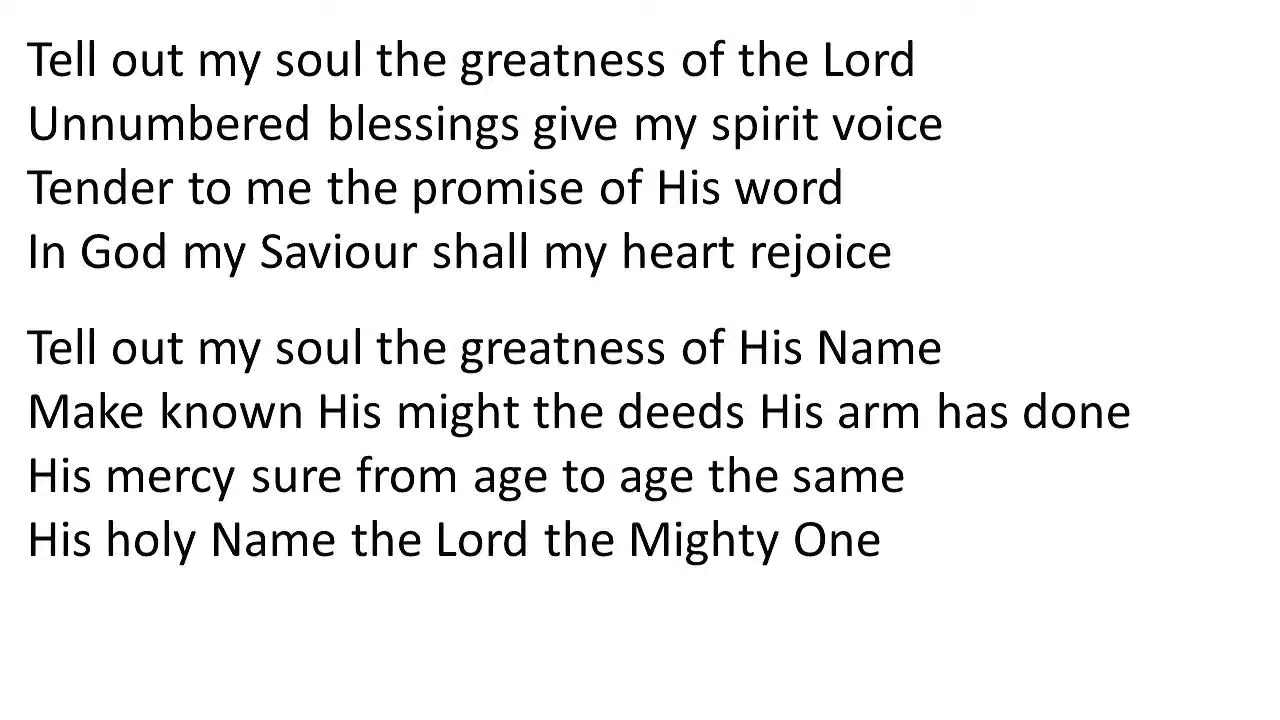 Tell out my soul the greatness of the Lord
Unnumbered blessings give my spirit voice
Tender to me the promise of His word
In God my Saviour shall my heart rejoice
Tell out my soul the greatness of His Name
Make known His might the deeds His arm has done
His mercy sure from age to age the same
His holy Name the Lord the Mighty One